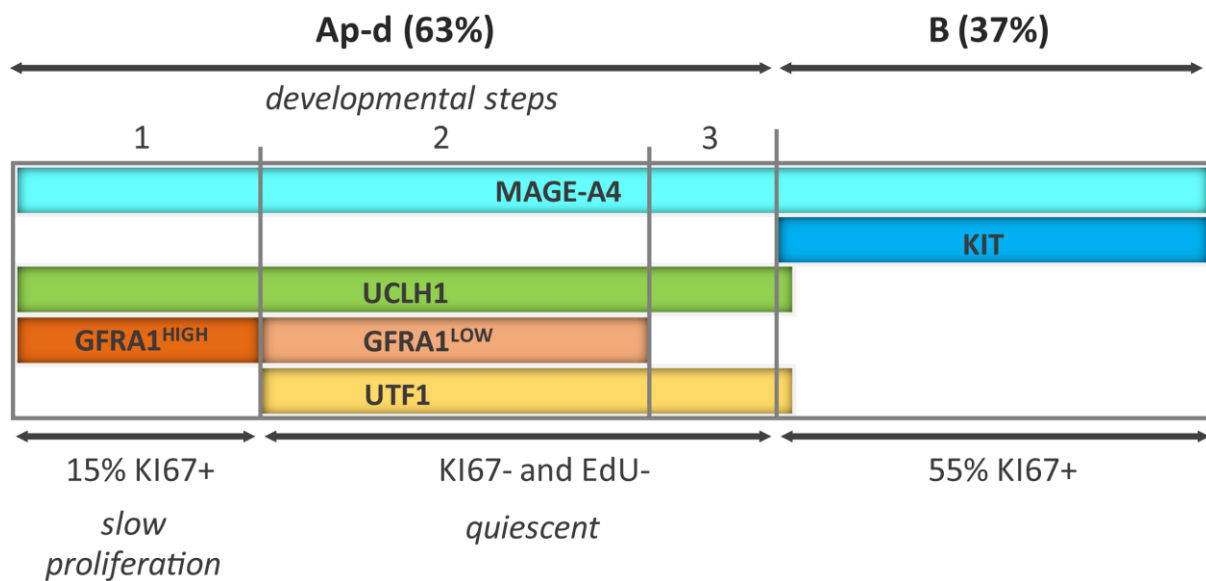 Ap-d (63%) B (37%)
developmental steps
1 2 3
MAGE-A4
KIT
UCLH1
GFRA1HIGH GFRA1LOW
UTF1
15% KI67+ KI67- and EdU- 55% KI67+
slow quiescent
proliferation